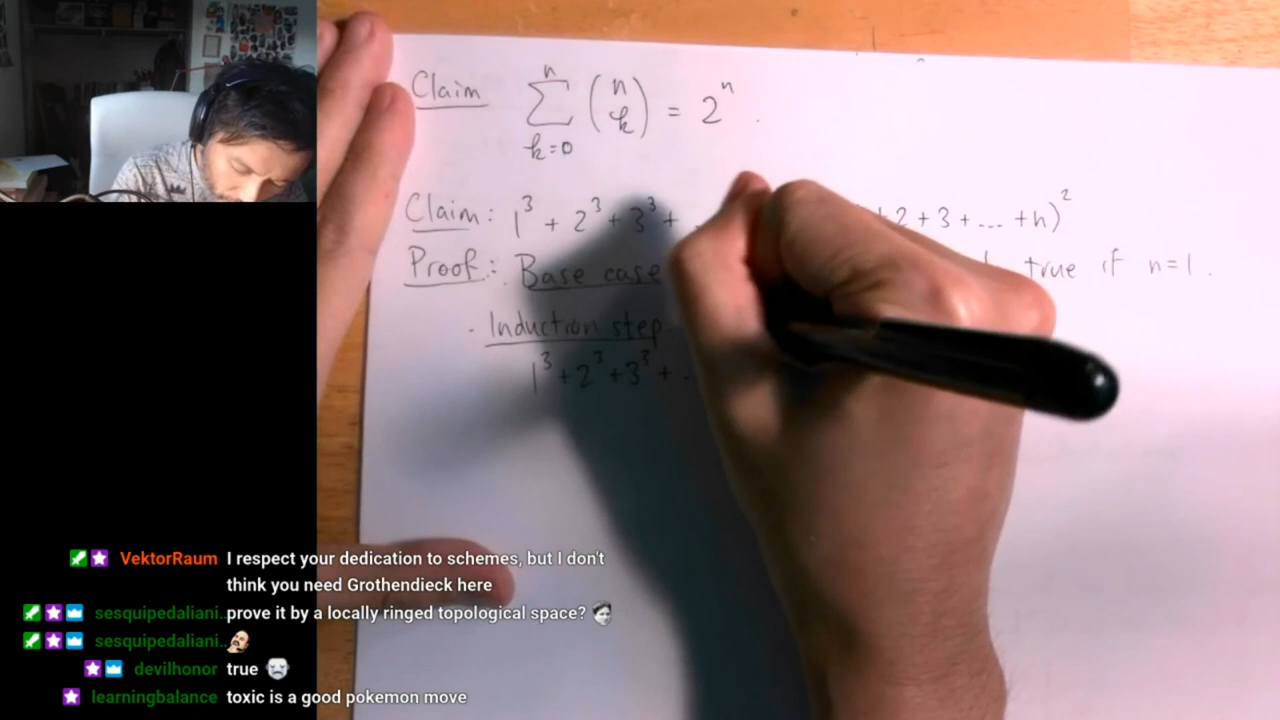 Claim ∑ₖ₌₀ⁿ (n k) = 2ⁿ .
Claim: 1³ + 2³ + 3³ + ... + 2 + 3 + ... + n)²
Proof: Base case true if n=1 .
· Induction step
1³ + 2³ + 3³ + ..
VektorRaum I respect your dedication to schemes, but I don't
think you need Grothendieck here
sesquipedaliani.. prove it by a locally ringed topological space?
sesquipedaliani..
devilhonor true
learningbalance toxic is a good pokemon move